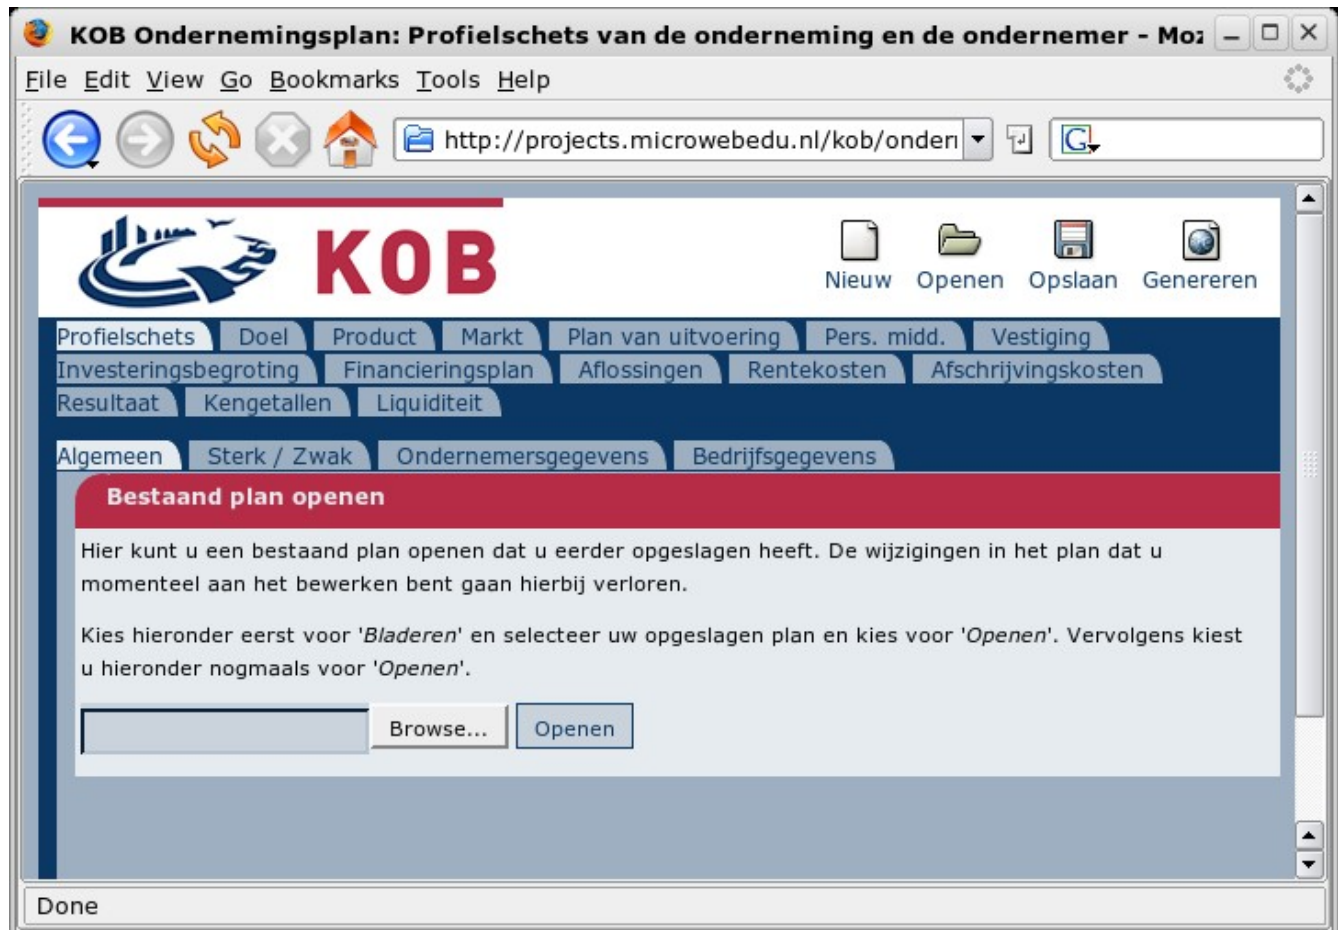 KOB Ondernemingsplan: Profielschets van de onderneming en de ondernemer - Moz
File Edit View Go Bookmarks Tools Help
http://projects.microwebedu.nl/kob/ondern
G
KOB
Nieuw Openen Opslaan Genereren
Profielschets Doel Product Markt Plan van uitvoering Pers. midd. Vestiging
Investeringsbegroting Financieringsplan Aflossingen Rentekosten Afschrijvingskosten
Resultaat Kengetallen Liquiditeit
Algemeen Sterk / Zwak Ondernemersgegevens Bedrijfsgegevens
Bestaand plan openen
Hier kunt u een bestaand plan openen dat u eerder opgeslagen heeft. De wijzigingen in het plan dat u
momenteel aan het bewerken bent gaan hierbij verloren.
Kies hieronder eerst voor 'Bladeren' en selecteer uw opgeslagen plan en kies voor 'Openen'. Vervolgens kiest
u hieronder nogmaals voor 'Openen'.
Browse... Openen
Done